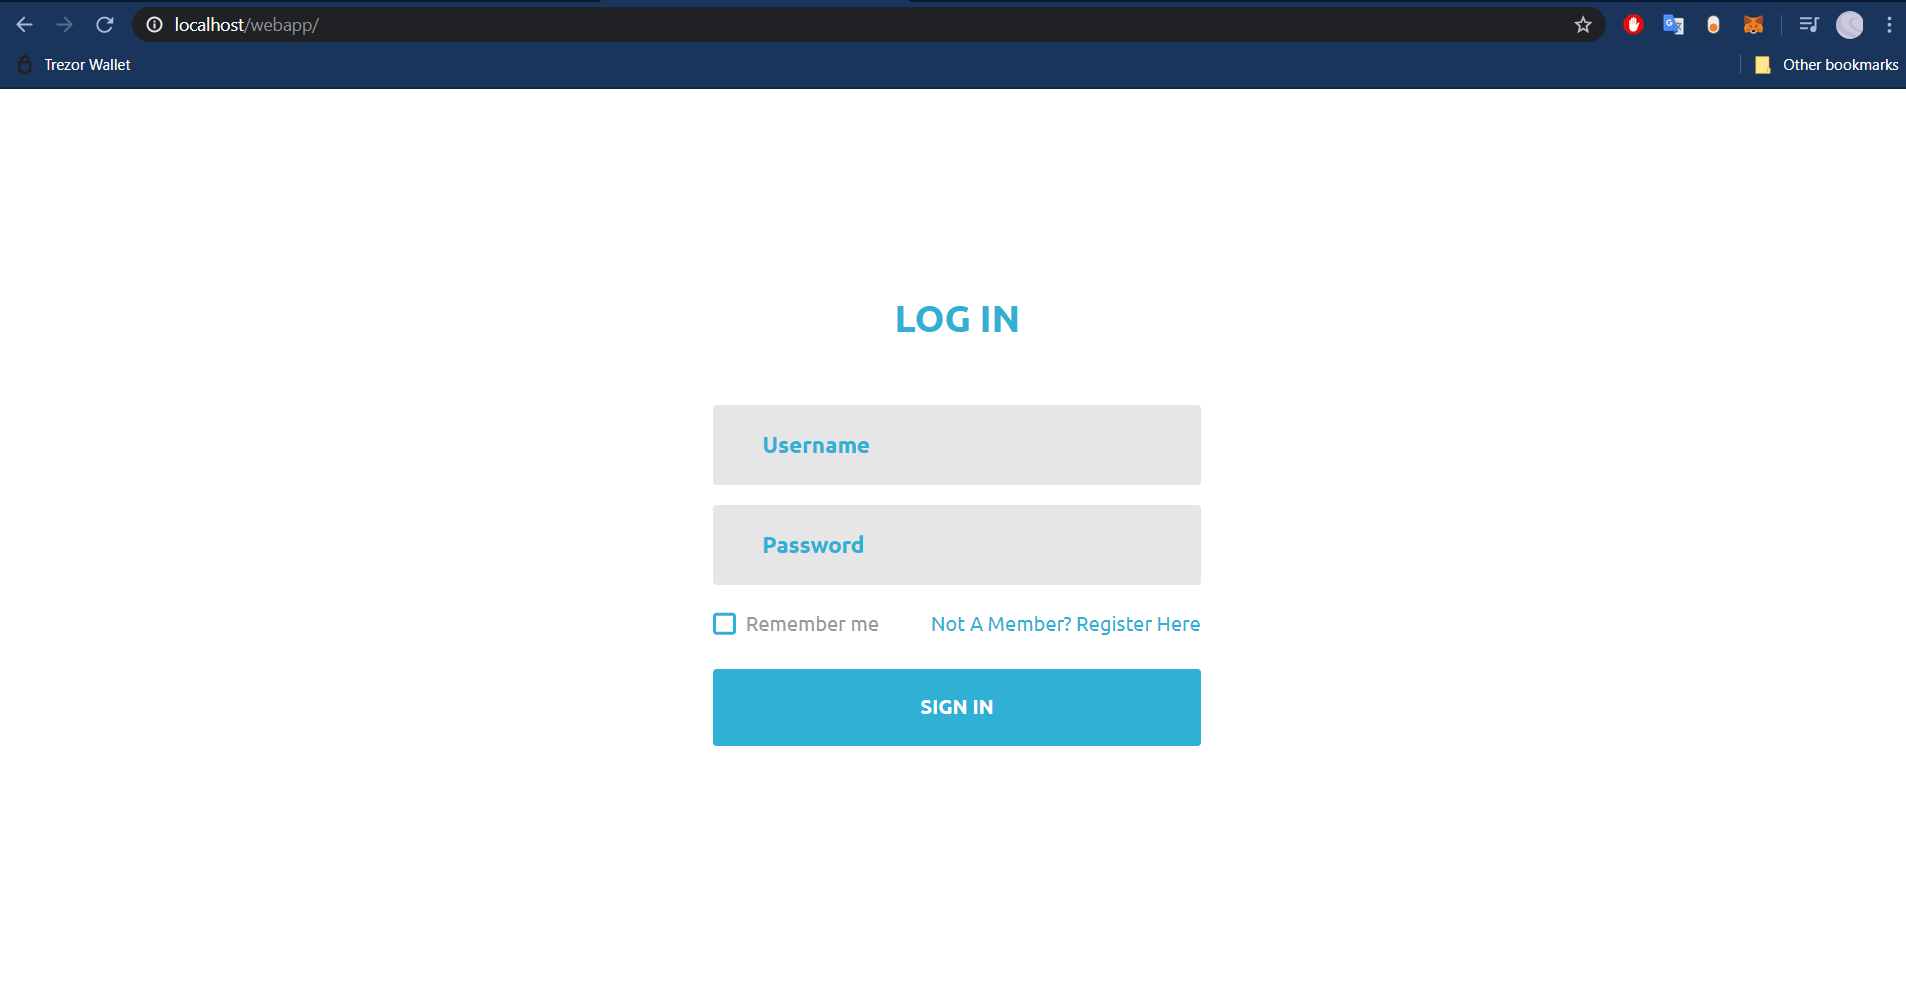 localhost/webapp/
Trezor Wallet
Other bookmarks
LOG IN
Username
Password
Remember me
Not A Member? Register Here
SIGN IN